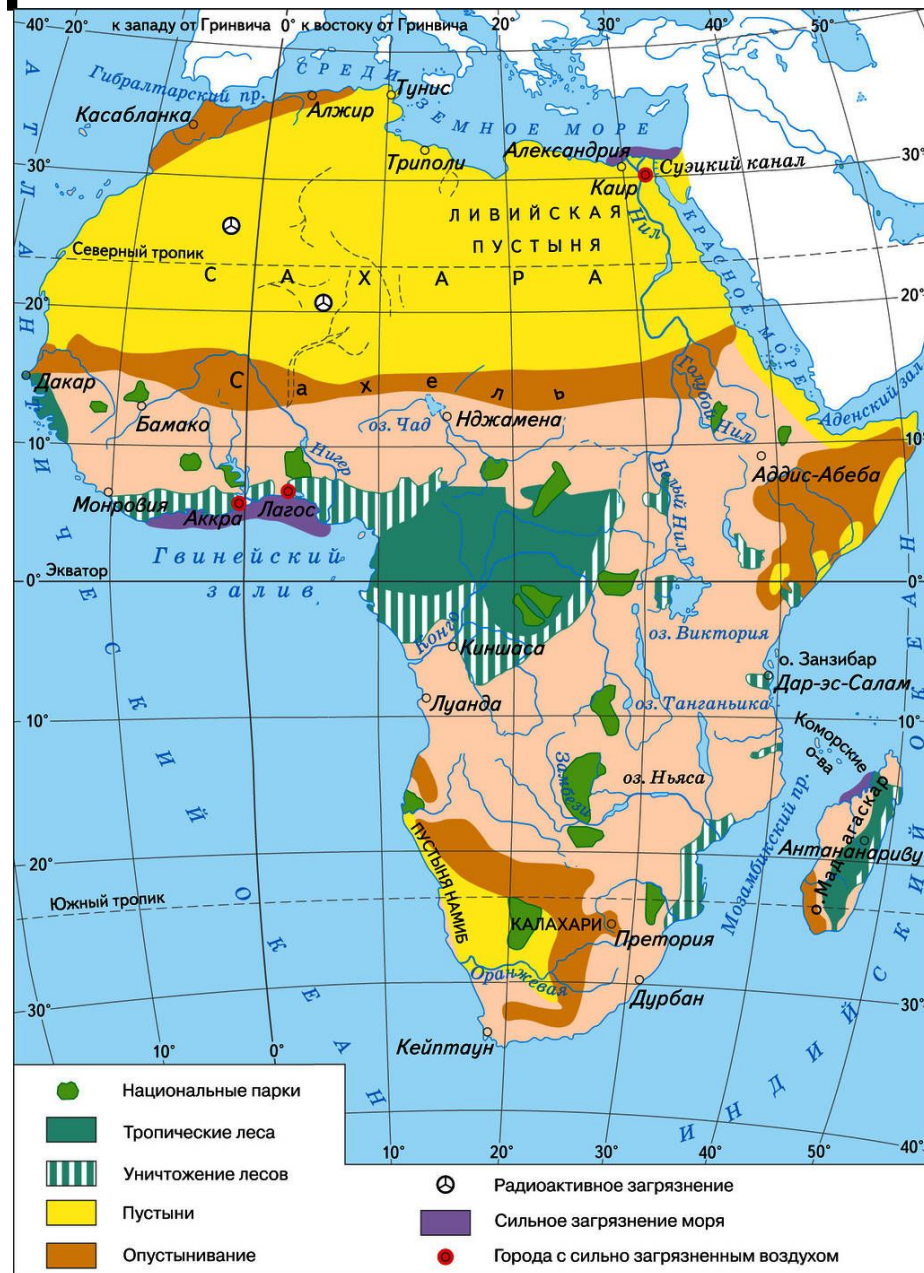 40° 20° к западу от Гринвича 0° к востоку от Гринвича 20° 30° 40° 50°
АТЛАНТИЧЕСКИЙ ОКЕАН
СРЕДИЗЕМНОЕ МОРЕ
Гибралтарский пр.
Тунис
Касабланка
Алжир
Триполи
Александрия
Суэцкий канал
Каир
30°
30°
Нил
ЛИВИЙСКАЯ
ПУСТЫНЯ
КРАСНОЕ МОРЕ
Северный тропик
САХАРА
20°
20°
Сахель
Дакар
Бамако
оз. Чад
Нджамена
Голубой Нил
Аденский зал.
10°
10°
Нигер
Белый Нил
Аддис-Абеба
Монровия
Аккра
Лагос
Гвинейский
залив
Экватор
0°
0°
Конго
Киншаса
оз. Виктория
о. Занзибар
Дар-эс-Салам
Луанда
оз. Танганьика
10°
10°
Коморские
о-ва
Замбези
оз. Ньяса
Мозамбикский пр.
о. Мадагаскар
Антананариву
ПУСТЫНЯ НАМИБ
20°
20°
Южный тропик
КАЛАХАРИ
Претория
Оранжевая
Дурбан
30°
30°
Кейптаун
ИНДИЙСКИЙ ОКЕАН
10°
0°
10°
20°
30°
40°
50°
40°
Национальные парки
Тропические леса
Уничтожение лесов
Пустыни
Опустынивание
Радиоактивное загрязнение
Сильное загрязнение моря
Города с сильно загрязненным воздухом